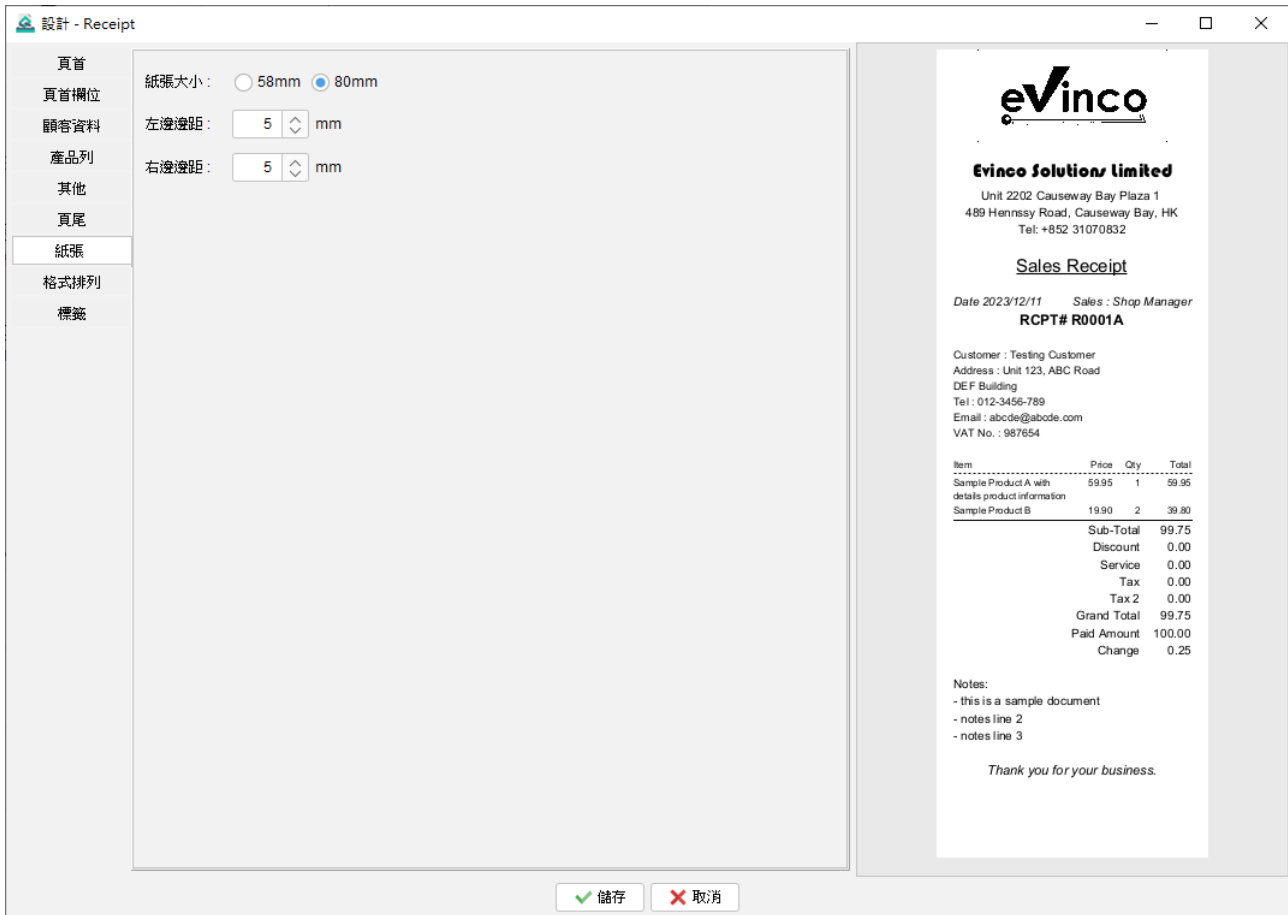 設計 - Receipt
頁首
頁首欄位
顧客資料
產品列
其他
頁尾
紙張
格式排列
標籤
紙張大小 : 58mm 80mm
左邊邊距 : 5 mm
右邊邊距 : 5 mm
儲存 取消
evinco
Evinco Solutions Limited
Unit 2202 Causeway Bay Plaza 1
489 Hennssy Road, Causeway Bay, HK
Tel: +852 31070832
Sales Receipt
Date 2023/12/11 Sales : Shop Manager
RCPT# R0001A
Customer : Testing Customer
Address : Unit 123, ABC Road
DEF Building
Tel : 012-3456-789
Email : abcde@abcde.com
VAT No. : 987654
Item Price Qty Total
Sample Product A with 59.95 1 59.95
details product information
Sample Product B 19.90 2 39.80
Sub-Total 99.75
Discount 0.00
Service 0.00
Tax 0.00
Tax 2 0.00
Grand Total 99.75
Paid Amount 100.00
Change 0.25
Notes:
- this is a sample document
- notes line 2
- notes line 3
Thank you for your business.